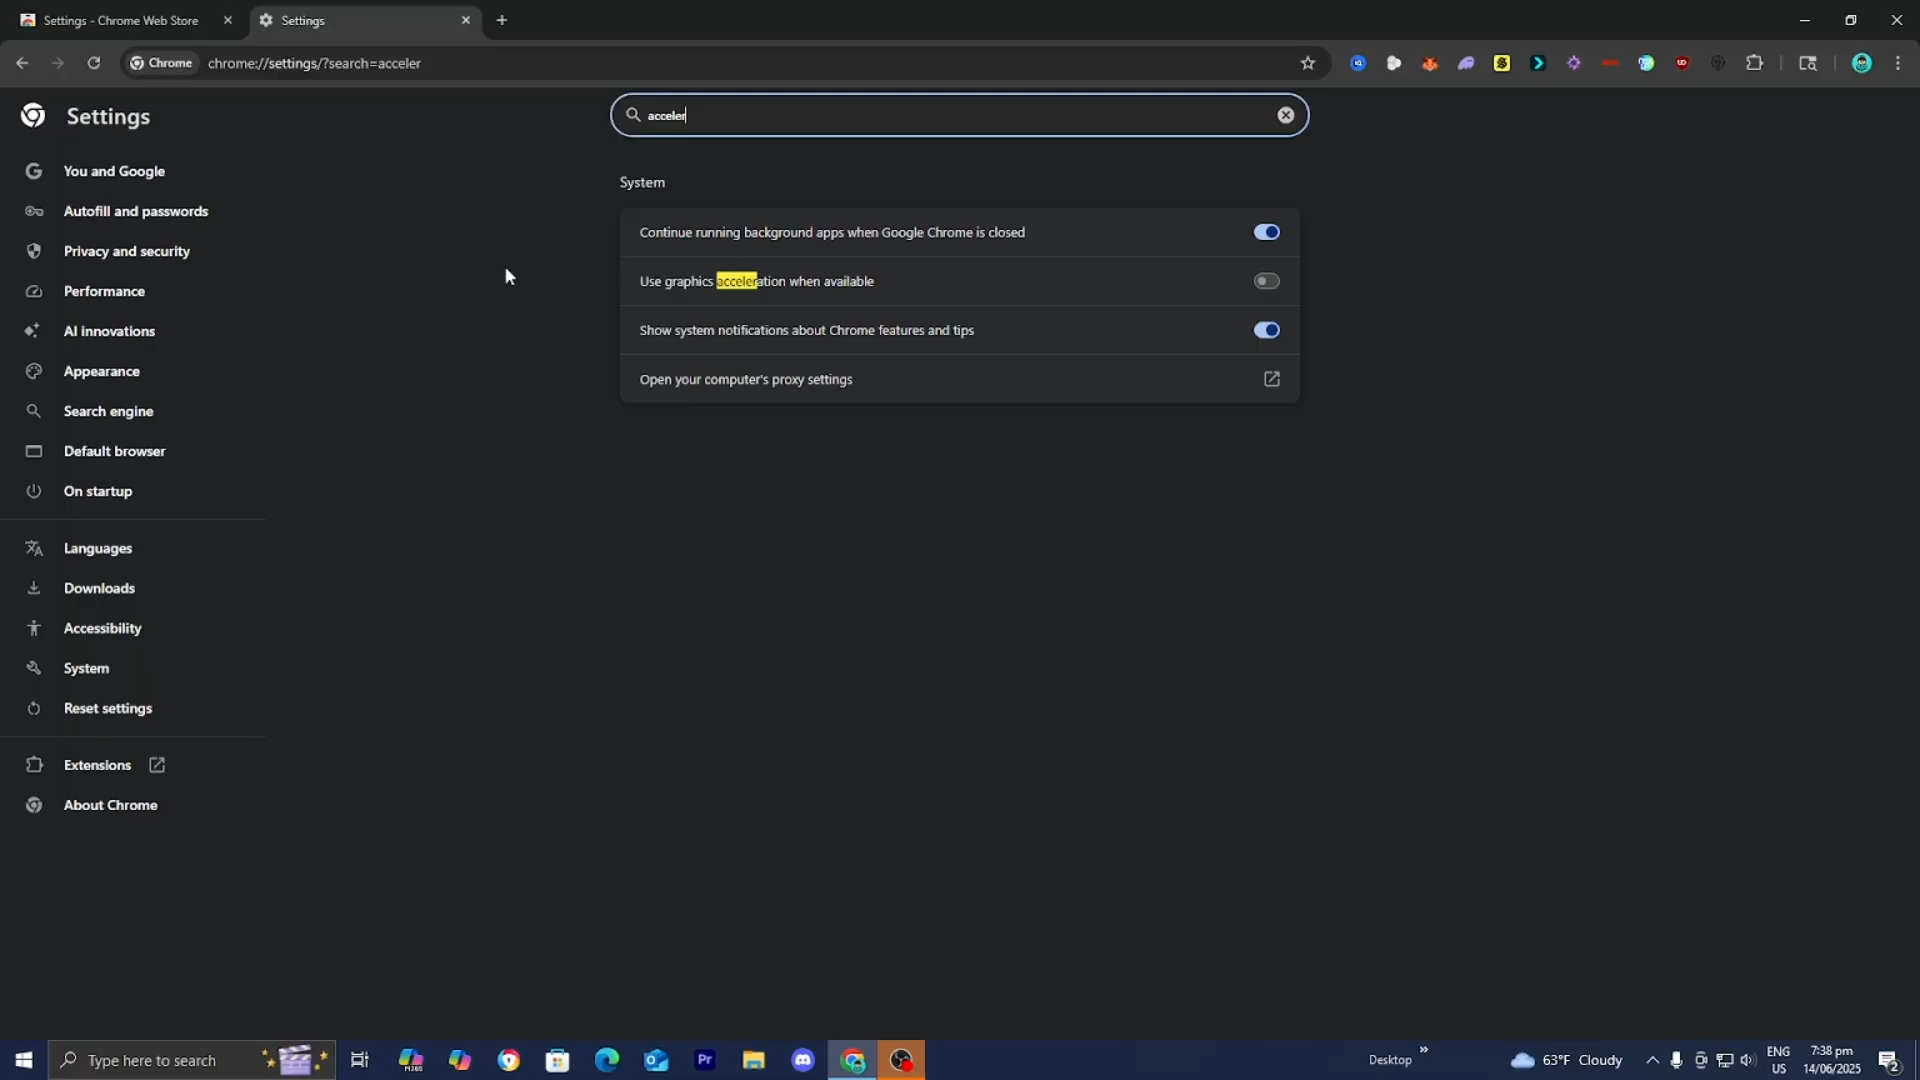 Settings - Chrome Web Store
Settings
Chrome
chrome://settings/?search=acceler
Settings
acceler
You and Google
Autofill and passwords
Privacy and security
Performance
AI innovations
Appearance
Search engine
Default browser
On startup
Languages
Downloads
Accessibility
System
Reset settings
Extensions
About Chrome
System
Continue running background apps when Google Chrome is closed
Use graphics acceleration when available
Show system notifications about Chrome features and tips
Open your computer's proxy settings
Type here to search
M365
Pr
Desktop
63°F Cloudy
ENG
US
7:38 pm
14/06/2025
2